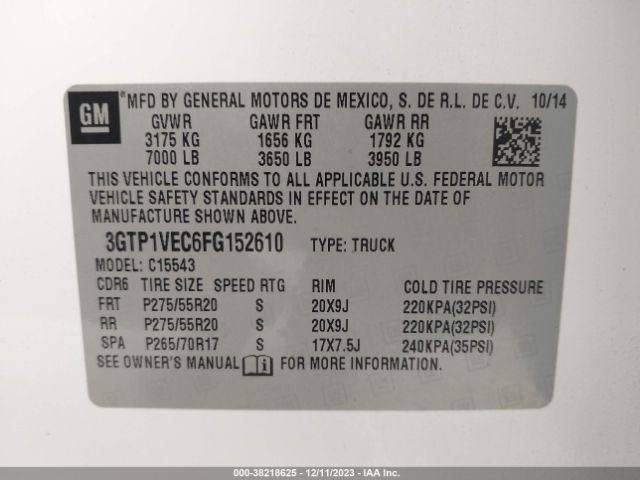 GM
MFD BY GENERAL MOTORS DE MEXICO, S. DE R.L. DE C.V. 10/14
GVWR GAWR FRT GAWR RR
3175 KG 1656 KG 1792 KG
7000 LB 3650 LB 3950 LB
THIS VEHICLE CONFORMS TO ALL APPLICABLE U.S. FEDERAL MOTOR
VEHICLE SAFETY STANDARDS IN EFFECT ON THE DATE OF
MANUFACTURE SHOWN ABOVE.
3GTP1VEC6FG152610 TYPE: TRUCK
MODEL: C15543
CDR6 TIRE SIZE SPEED RTG RIM COLD TIRE PRESSURE
FRT P275/55R20 S 20X9J 220KPA(32PSI)
RR P275/55R20 S 20X9J 220KPA(32PSI)
SPA P265/70R17 S 17X7.5J 240KPA(35PSI)
SEE OWNER'S MANUAL FOR MORE INFORMATION.
000-38218625 - 12/11/2023 - IAAI.COM